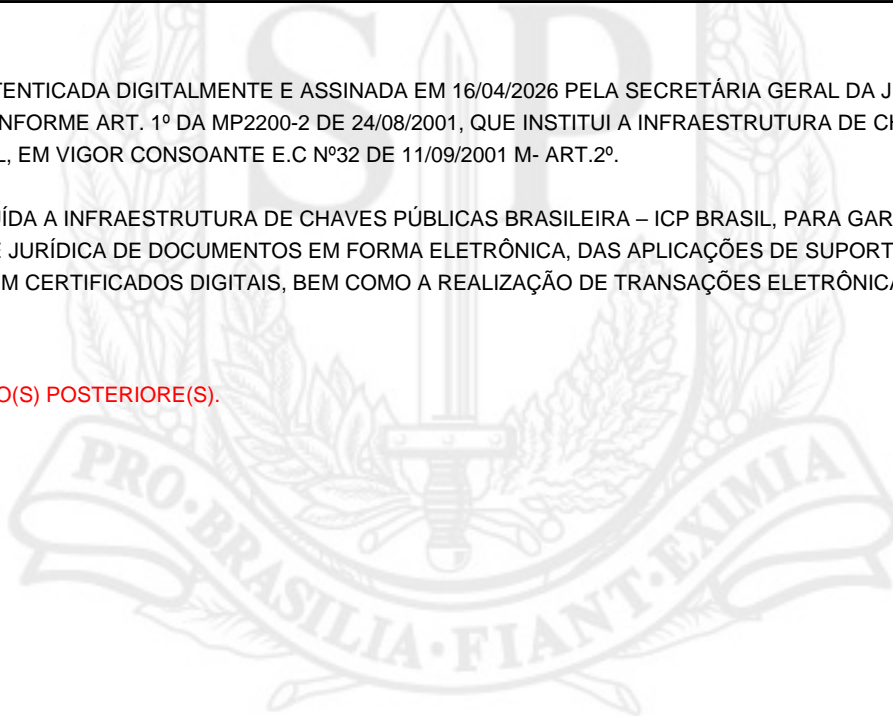 TENTICADA DIGITALMENTE E ASSINADA EM 16/04/2026 PELA SECRETÁRIA GERAL DA J
NFORME ART. 1º DA MP2200-2 DE 24/08/2001, QUE INSTITUI A INFRAESTRUTURA DE CH
L, EM VIGOR CONSOANTE E.C Nº32 DE 11/09/2001 M- ART.2º.
UÍDA A INFRAESTRUTURA DE CHAVES PÚBLICAS BRASILEIRA – ICP BRASIL, PARA GAR
E JURÍDICA DE DOCUMENTOS EM FORMA ELETRÔNICA, DAS APLICAÇÕES DE SUPORT
M CERTIFICADOS DIGITAIS, BEM COMO A REALIZAÇÃO DE TRANSAÇÕES ELETRÔNICA
O(S) POSTERIORE(S).
SP
PRO·BRASILIA·FIANT·EXIMIA